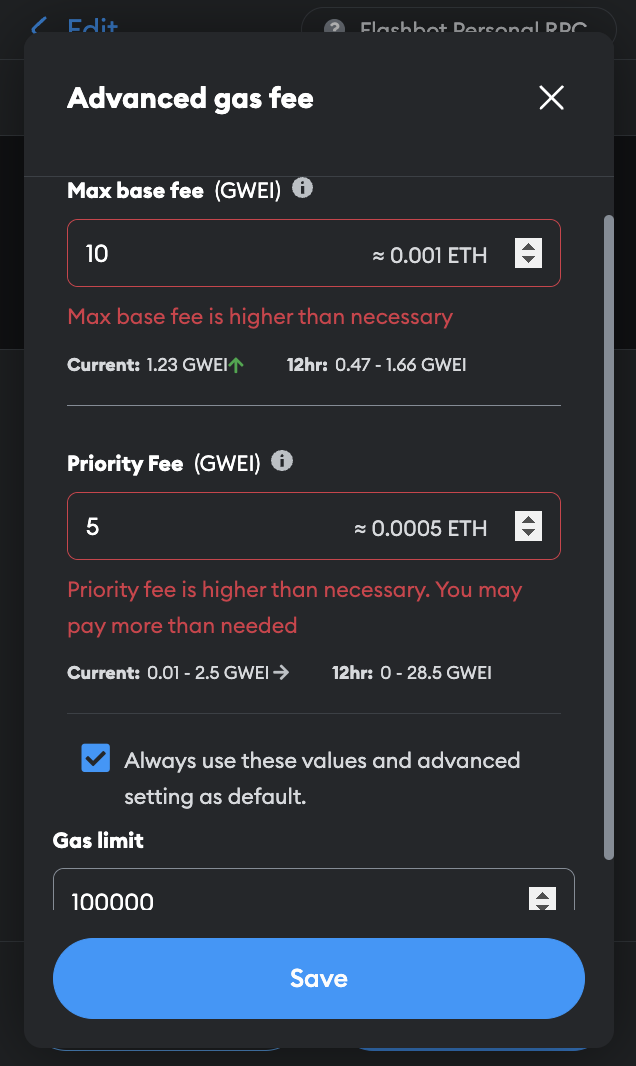 Edit
Flashbot Personal RPC
Advanced gas fee
Max base fee (GWEI)
10 ≈ 0.001 ETH
Max base fee is higher than necessary
Current: 1.23 GWEI↑ 12hr: 0.47 - 1.66 GWEI
Priority Fee (GWEI)
5 ≈ 0.0005 ETH
Priority fee is higher than necessary. You may
pay more than needed
Current: 0.01 - 2.5 GWEI→ 12hr: 0 - 28.5 GWEI
Always use these values and advanced
setting as default.
Gas limit
100000
Save